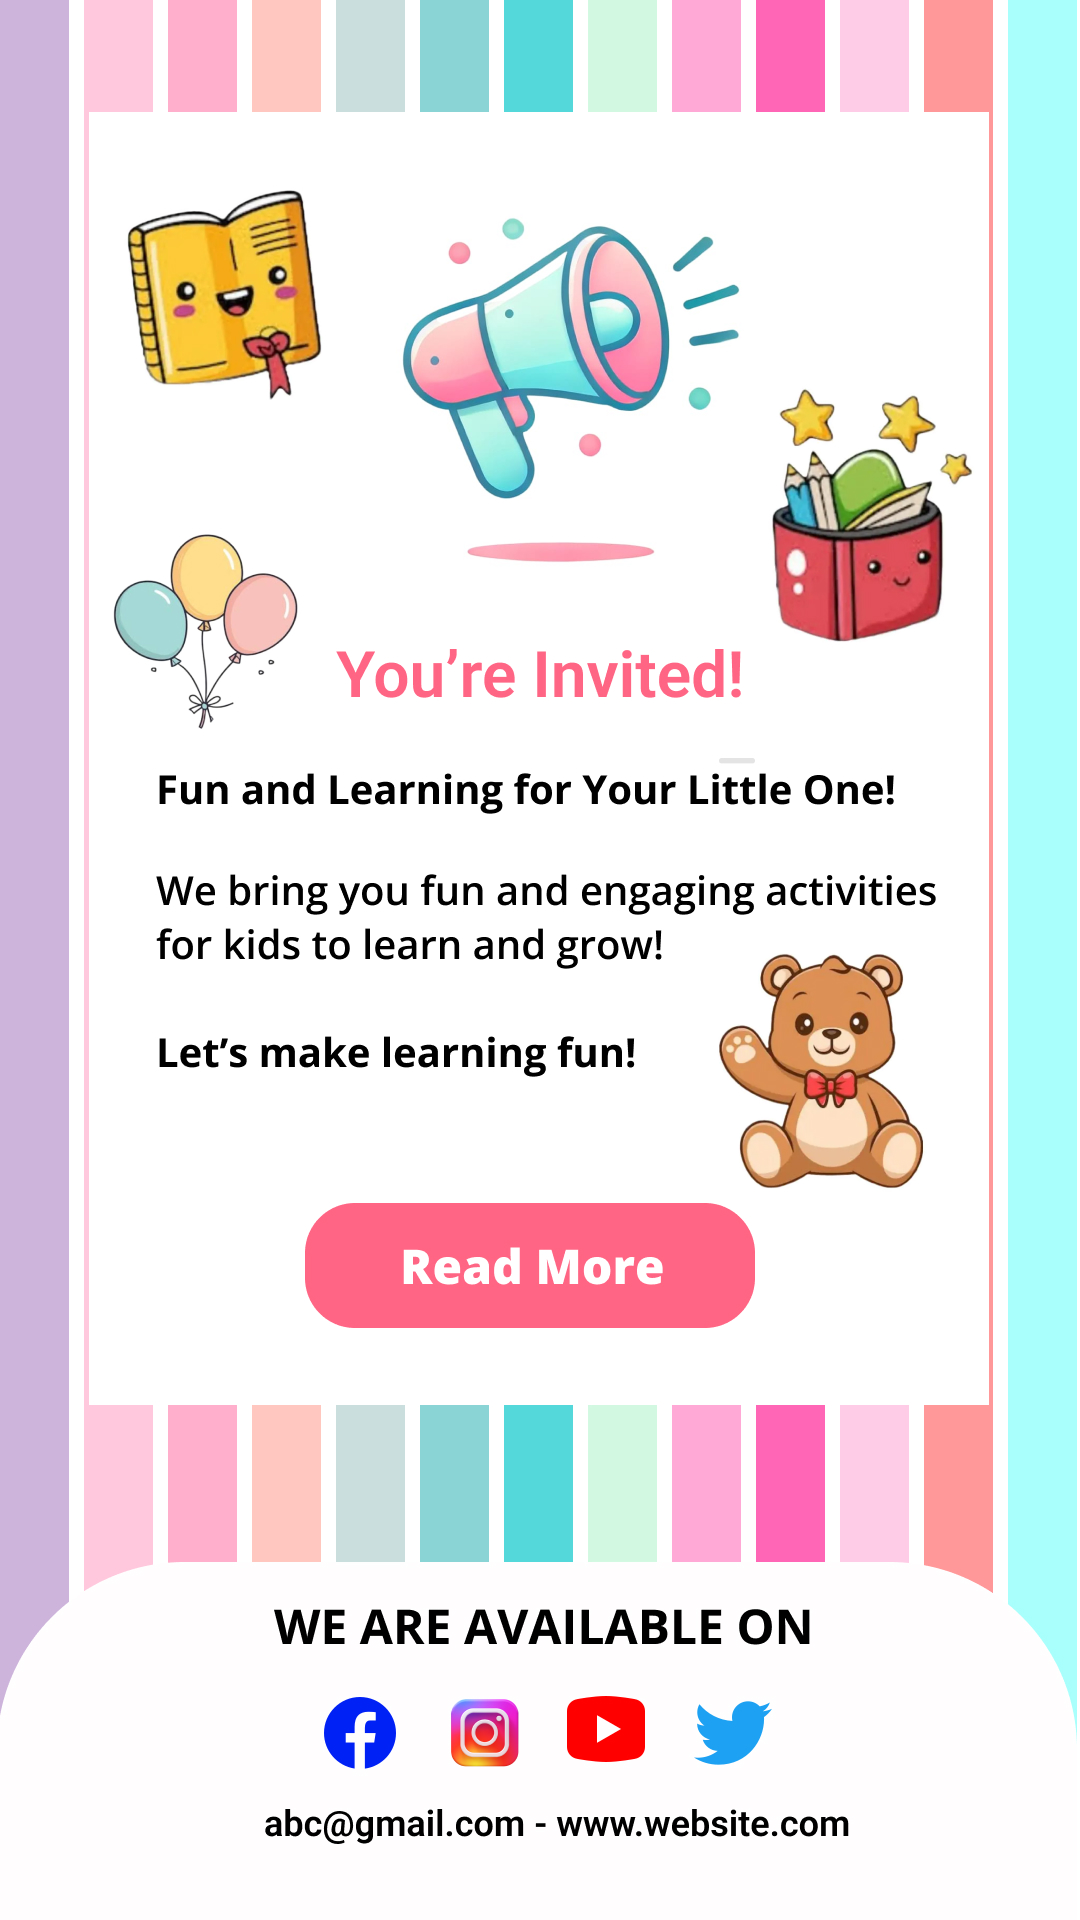 You’re Invited!
Fun and Learning for Your Little One!
We bring you fun and engaging activities
for kids to learn and grow!
Let’s make learning fun!
Read More
WE ARE AVAILABLE ON
abc@gmail.com - www.website.com